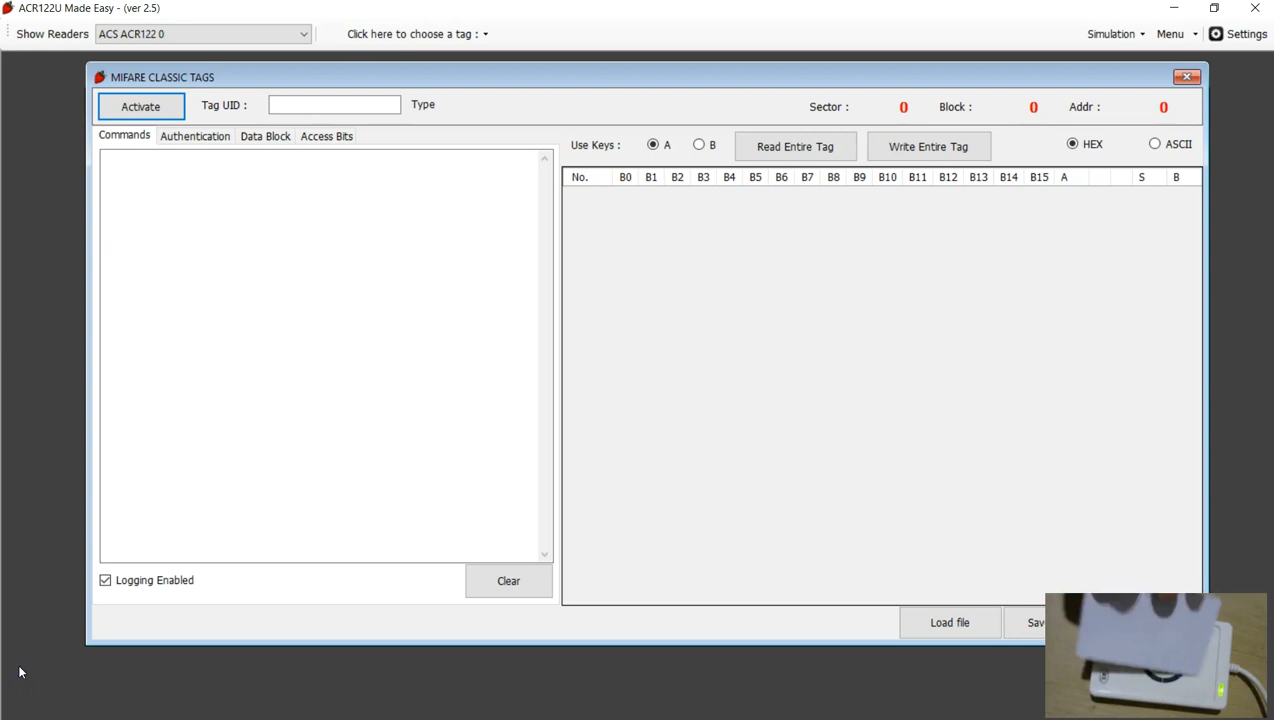 ACR122U Made Easy - (ver 2.5)
Show Readers ACS ACR122 0 Click here to choose a tag : Simulation Menu Settings
MIFARE CLASSIC TAGS
Activate Tag UID : Type Sector : 0 Block : 0 Addr : 0
Commands Authentication Data Block Access Bits
Use Keys : A B Read Entire Tag Write Entire Tag HEX ASCII
No. B0 B1 B2 B3 B4 B5 B6 B7 B8 B9 B10 B11 B12 B13 B14 B15 A S B
Logging Enabled Clear
Load file Sav